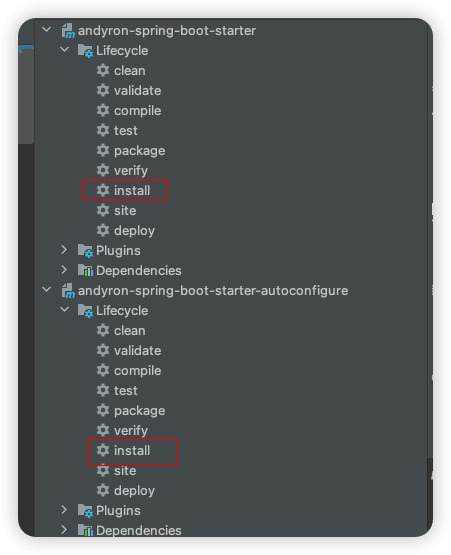 andyron-spring-boot-starter
Lifecycle
clean
validate
compile
test
package
verify
install
site
deploy
Plugins
Dependencies
andyron-spring-boot-starter-autoconfigure
Lifecycle
clean
validate
compile
test
package
verify
install
site
deploy
Plugins
Dependencies